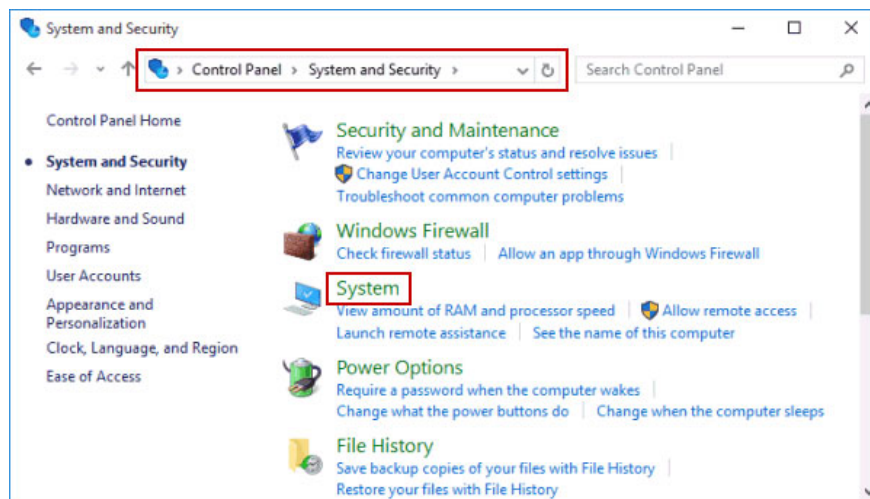 System and Security
Control Panel > System and Security >
Search Control Panel
Control Panel Home
System and Security
Network and Internet
Hardware and Sound
Programs
User Accounts
Appearance and
Personalization
Clock, Language, and Region
Ease of Access
Security and Maintenance
Review your computer's status and resolve issues
Change User Account Control settings
Troubleshoot common computer problems
Windows Firewall
Check firewall status | Allow an app through Windows Firewall
System
View amount of RAM and processor speed | Allow remote access
Launch remote assistance | See the name of this computer
Power Options
Require a password when the computer wakes
Change what the power buttons do | Change when the computer sleeps
File History
Save backup copies of your files with File History
Restore your files with File History